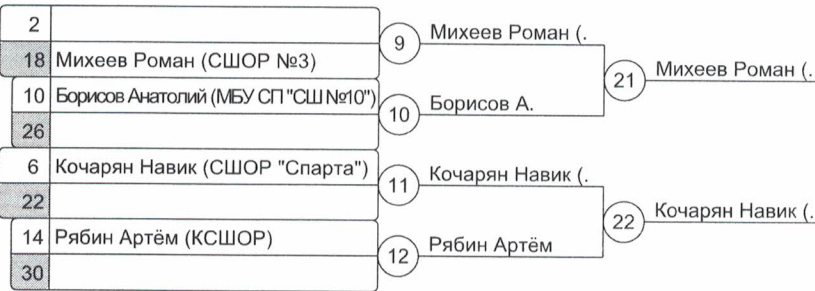 2
18 Михеев Роман (СШОР №3)
10 Борисов Анатолий (МБУ СП "СШ №10")
26
6 Кочарян Навик (СШОР "Спарта")
22
14 Рябин Артём (КСШОР)
30
9 Михеев Роман (.
10 Борисов А.
11 Кочарян Навик (.
12 Рябин Артём
21 Михеев Роман (.
22 Кочарян Навик (.